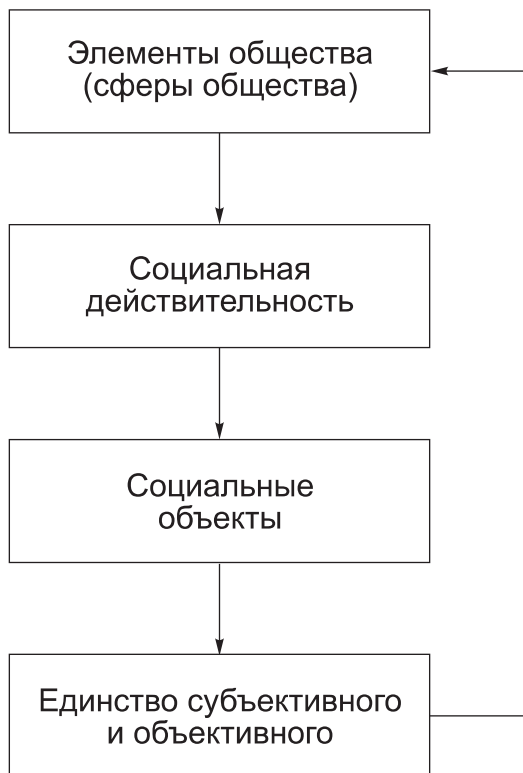 Элементы общества
(сферы общества)
Социальная
действительность
Социальные
объекты
Единство субъективного
и объективного